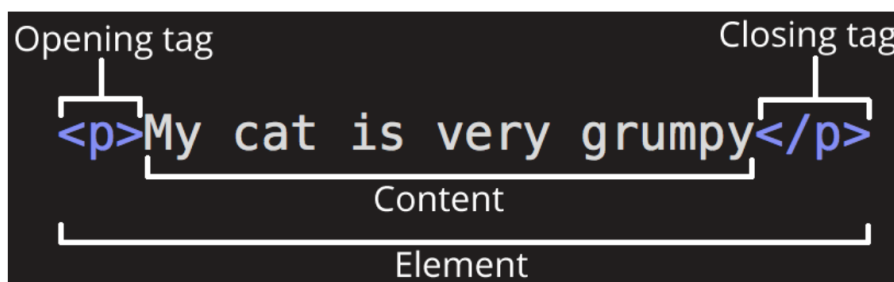 Opening tag Closing tag
<p>My cat is very grumpy</p>
Content
Element